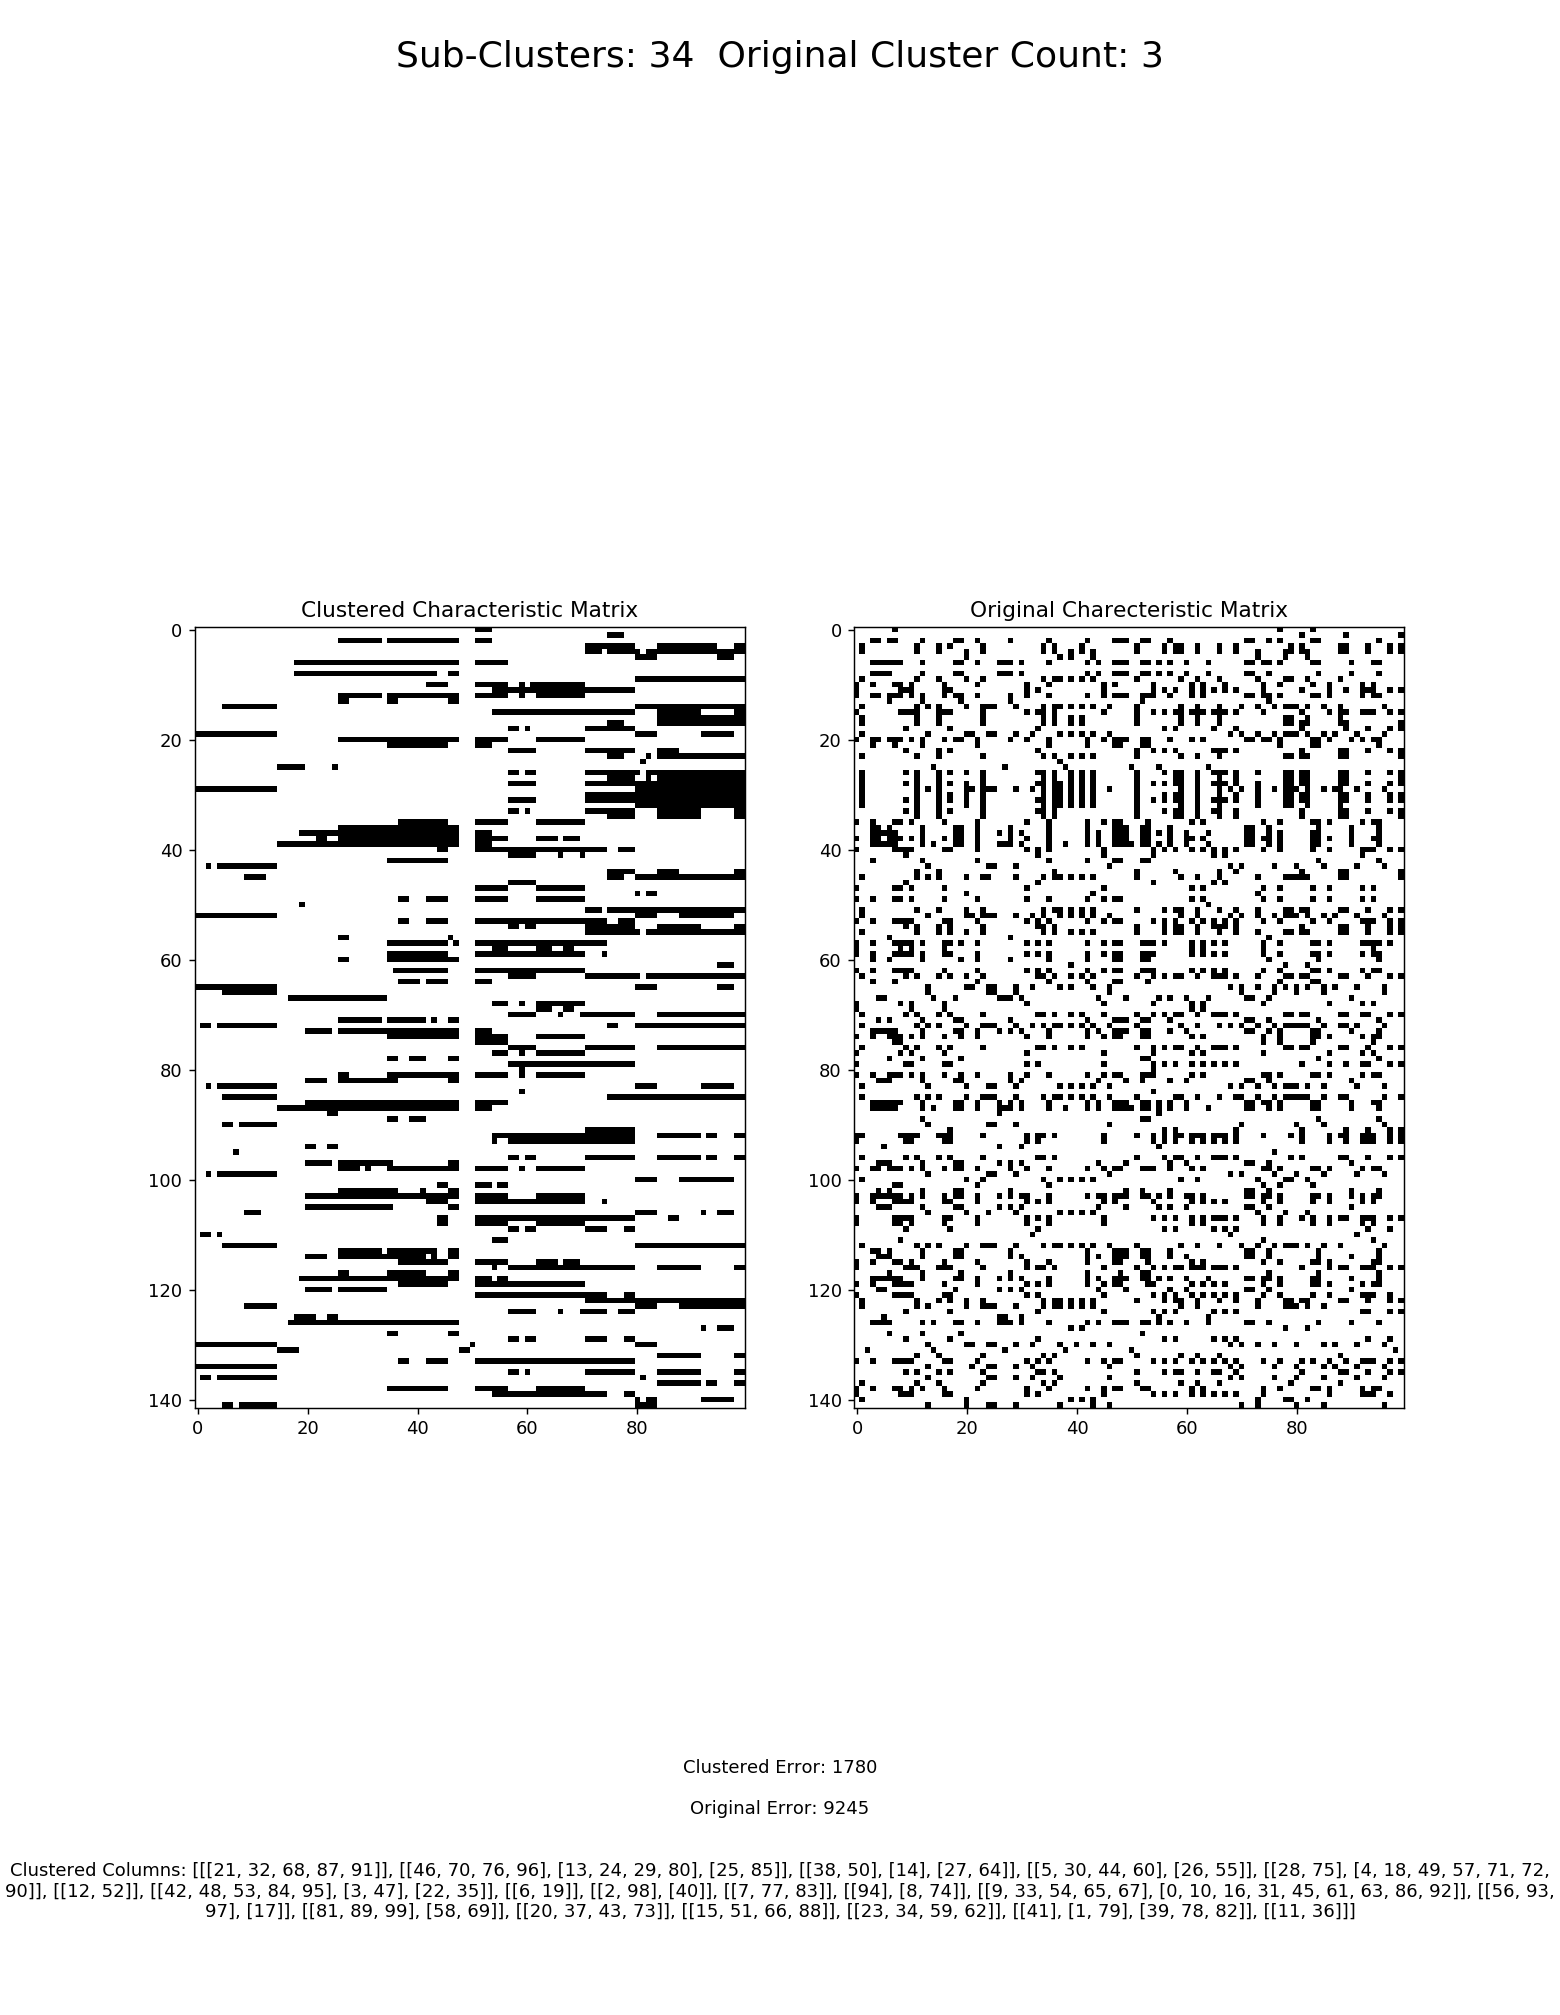 Sub-Clusters: 34  Original Cluster Count: 3
Clustered Characteristic Matrix
0
20
40
60
80
100
120
140
0 20 40 60 80
Original Charecteristic Matrix
0
20
40
60
80
100
120
140
0 20 40 60 80
Clustered Error: 1780
Original Error: 9245
Clustered Columns: [[[21, 32, 68, 87, 91]], [[46, 70, 76, 96], [13, 24, 29, 80], [25, 85]], [[38, 50], [14], [27, 64]], [[5, 30, 44, 60], [26, 55]], [[28, 75], [4, 18, 49, 57, 71, 72,
90]], [[12, 52]], [[42, 48, 53, 84, 95], [3, 47], [22, 35]], [[6, 19]], [[2, 98], [40]], [[7, 77, 83]], [[94], [8, 74]], [[9, 33, 54, 65, 67], [0, 10, 16, 31, 45, 61, 63, 86, 92]], [[56, 93,
97], [17]], [[81, 89, 99], [58, 69]], [[20, 37, 43, 73]], [[15, 51, 66, 88]], [[23, 34, 59, 62]], [[41], [1, 79], [39, 78, 82]], [[11, 36]]]